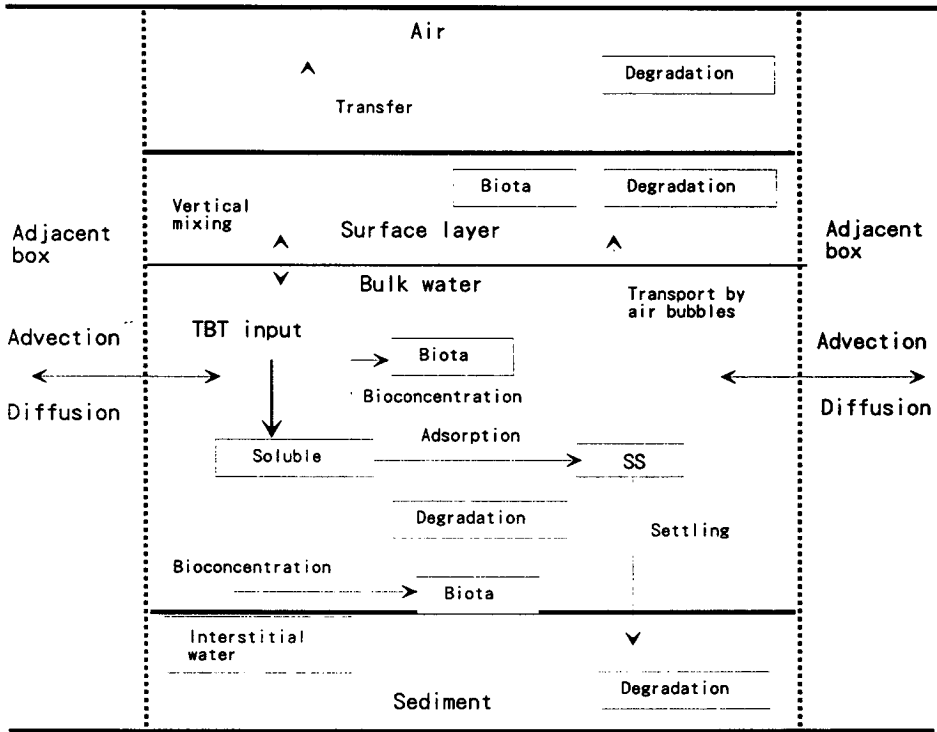 Air
Degradation
Transfer
Biota
Degradation
Vertical
mixing
Surface layer
Adjacent
box
Adjacent
box
Bulk water
Transport by
air bubbles
TBT input
Advection
Biota
Advection
Bioconcentration
Diffusion
Diffusion
Adsorption
Soluble
SS
Degradation
Settling
Bioconcentration
Biota
Interstitial
water
Degradation
Sediment